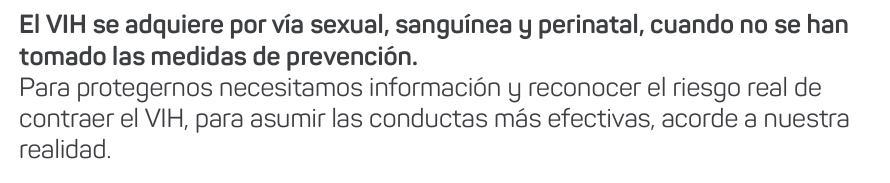 El VIH se adquiere por vía sexual, sanguínea y perinatal, cuando no se han
tomado las medidas de prevención.
Para protegernos necesitamos información y reconocer el riesgo real de
contraer el VIH, para asumir las conductas más efectivas, acorde a nuestra
realidad.